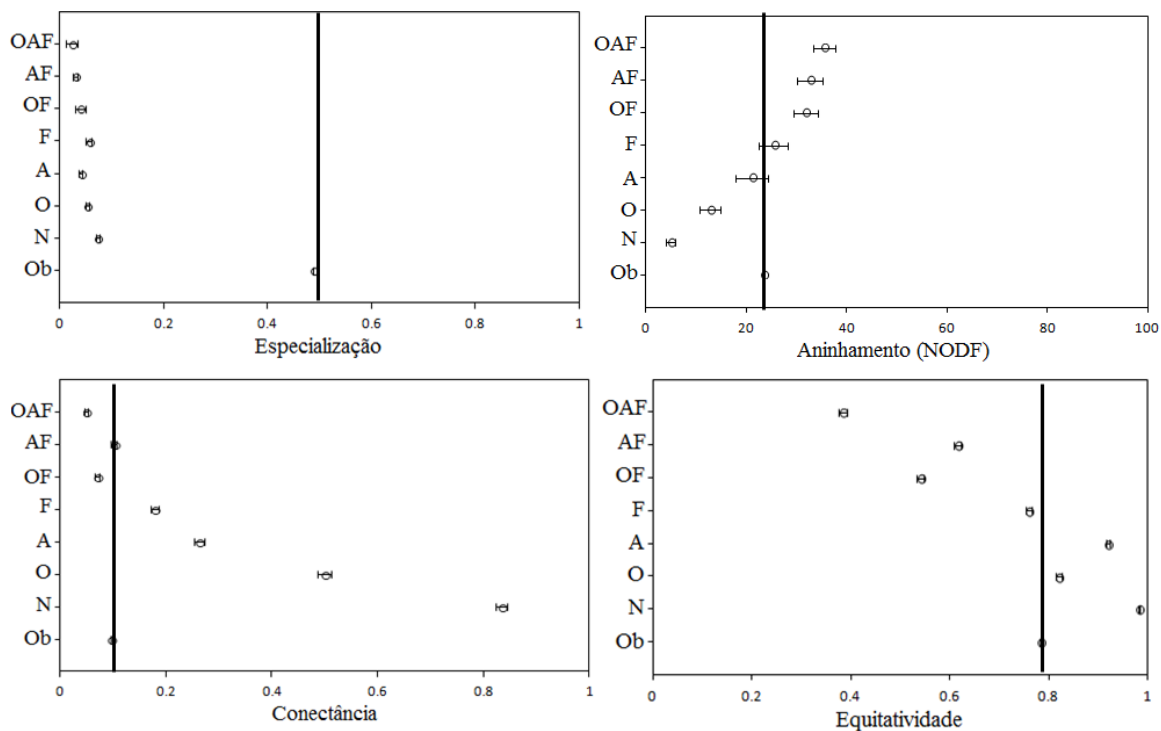 OAF
AF
OF
F
A
O
N
Ob
0 0.2 0.4 0.6 0.8 1
Especialização
OAF
AF
OF
F
A
O
N
Ob
0 20 40 60 80 100
Aninhamento (NODF)
OAF
AF
OF
F
A
O
N
Ob
0 0.2 0.4 0.6 0.8 1
Conectância
OAF
AF
OF
F
A
O
N
Ob
0 0.2 0.4 0.6 0.8 1
Equitatividade